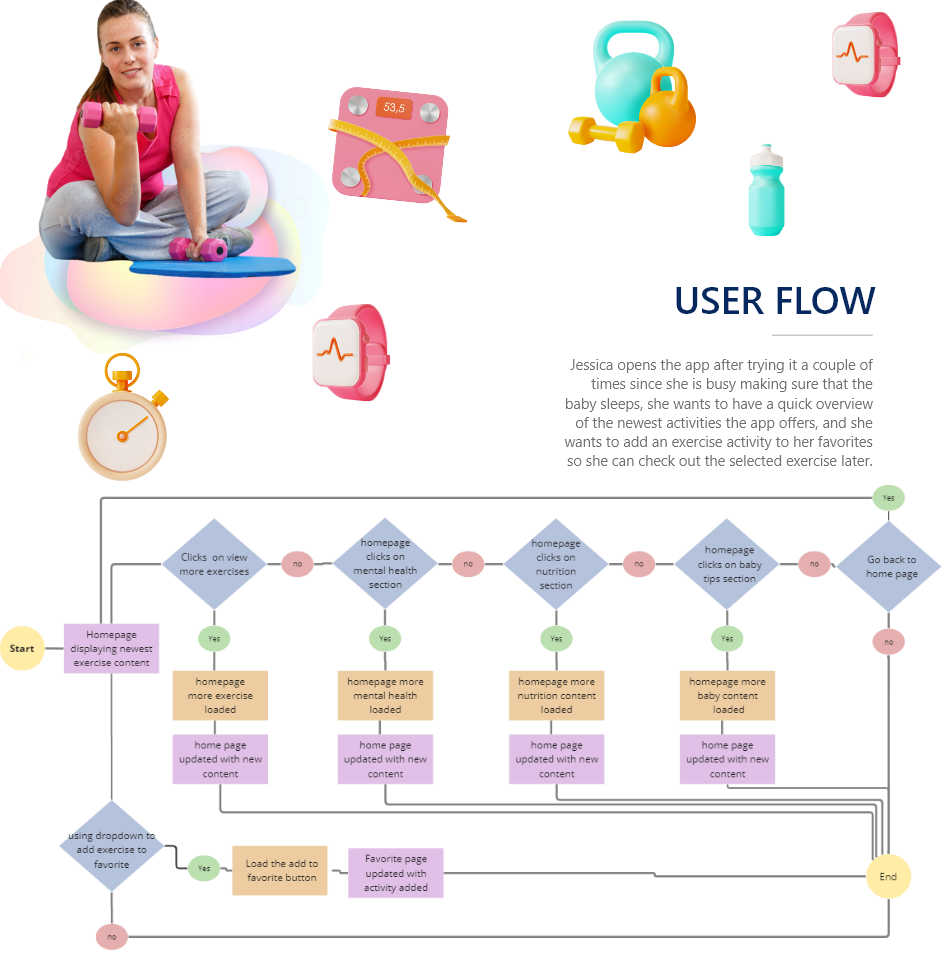 53,5
USER FLOW
Jessica opens the app after trying it a couple of
times since she is busy making sure that the
baby sleeps, she wants to have a quick overview
of the newest activities the app offers, and she
wants to add an exercise activity to her favorites
so she can check out the selected exercise later.
Yes
Clicks on view
more exercises
no
homepage
clicks on
mental health
section
no
homepage
clicks on
nutrition
section
no
homepage
clicks on baby
tips section
no
Go back to
home page
Start
Homepage
displaying newest
exercise content
Yes
Yes
Yes
Yes
no
homepage
more exercise
loaded
homepage more
mental health
loaded
homepage more
nutrition content
loaded
homepage more
baby content
loaded
home page
updated with new
content
home page
updated with new
content
home page
updated with new
content
home page
updated with new
content
using dropdown to
add exercise to
favorite
Yes
Load the add to
favorite button
Favorite page
updated with
activity added
End
no